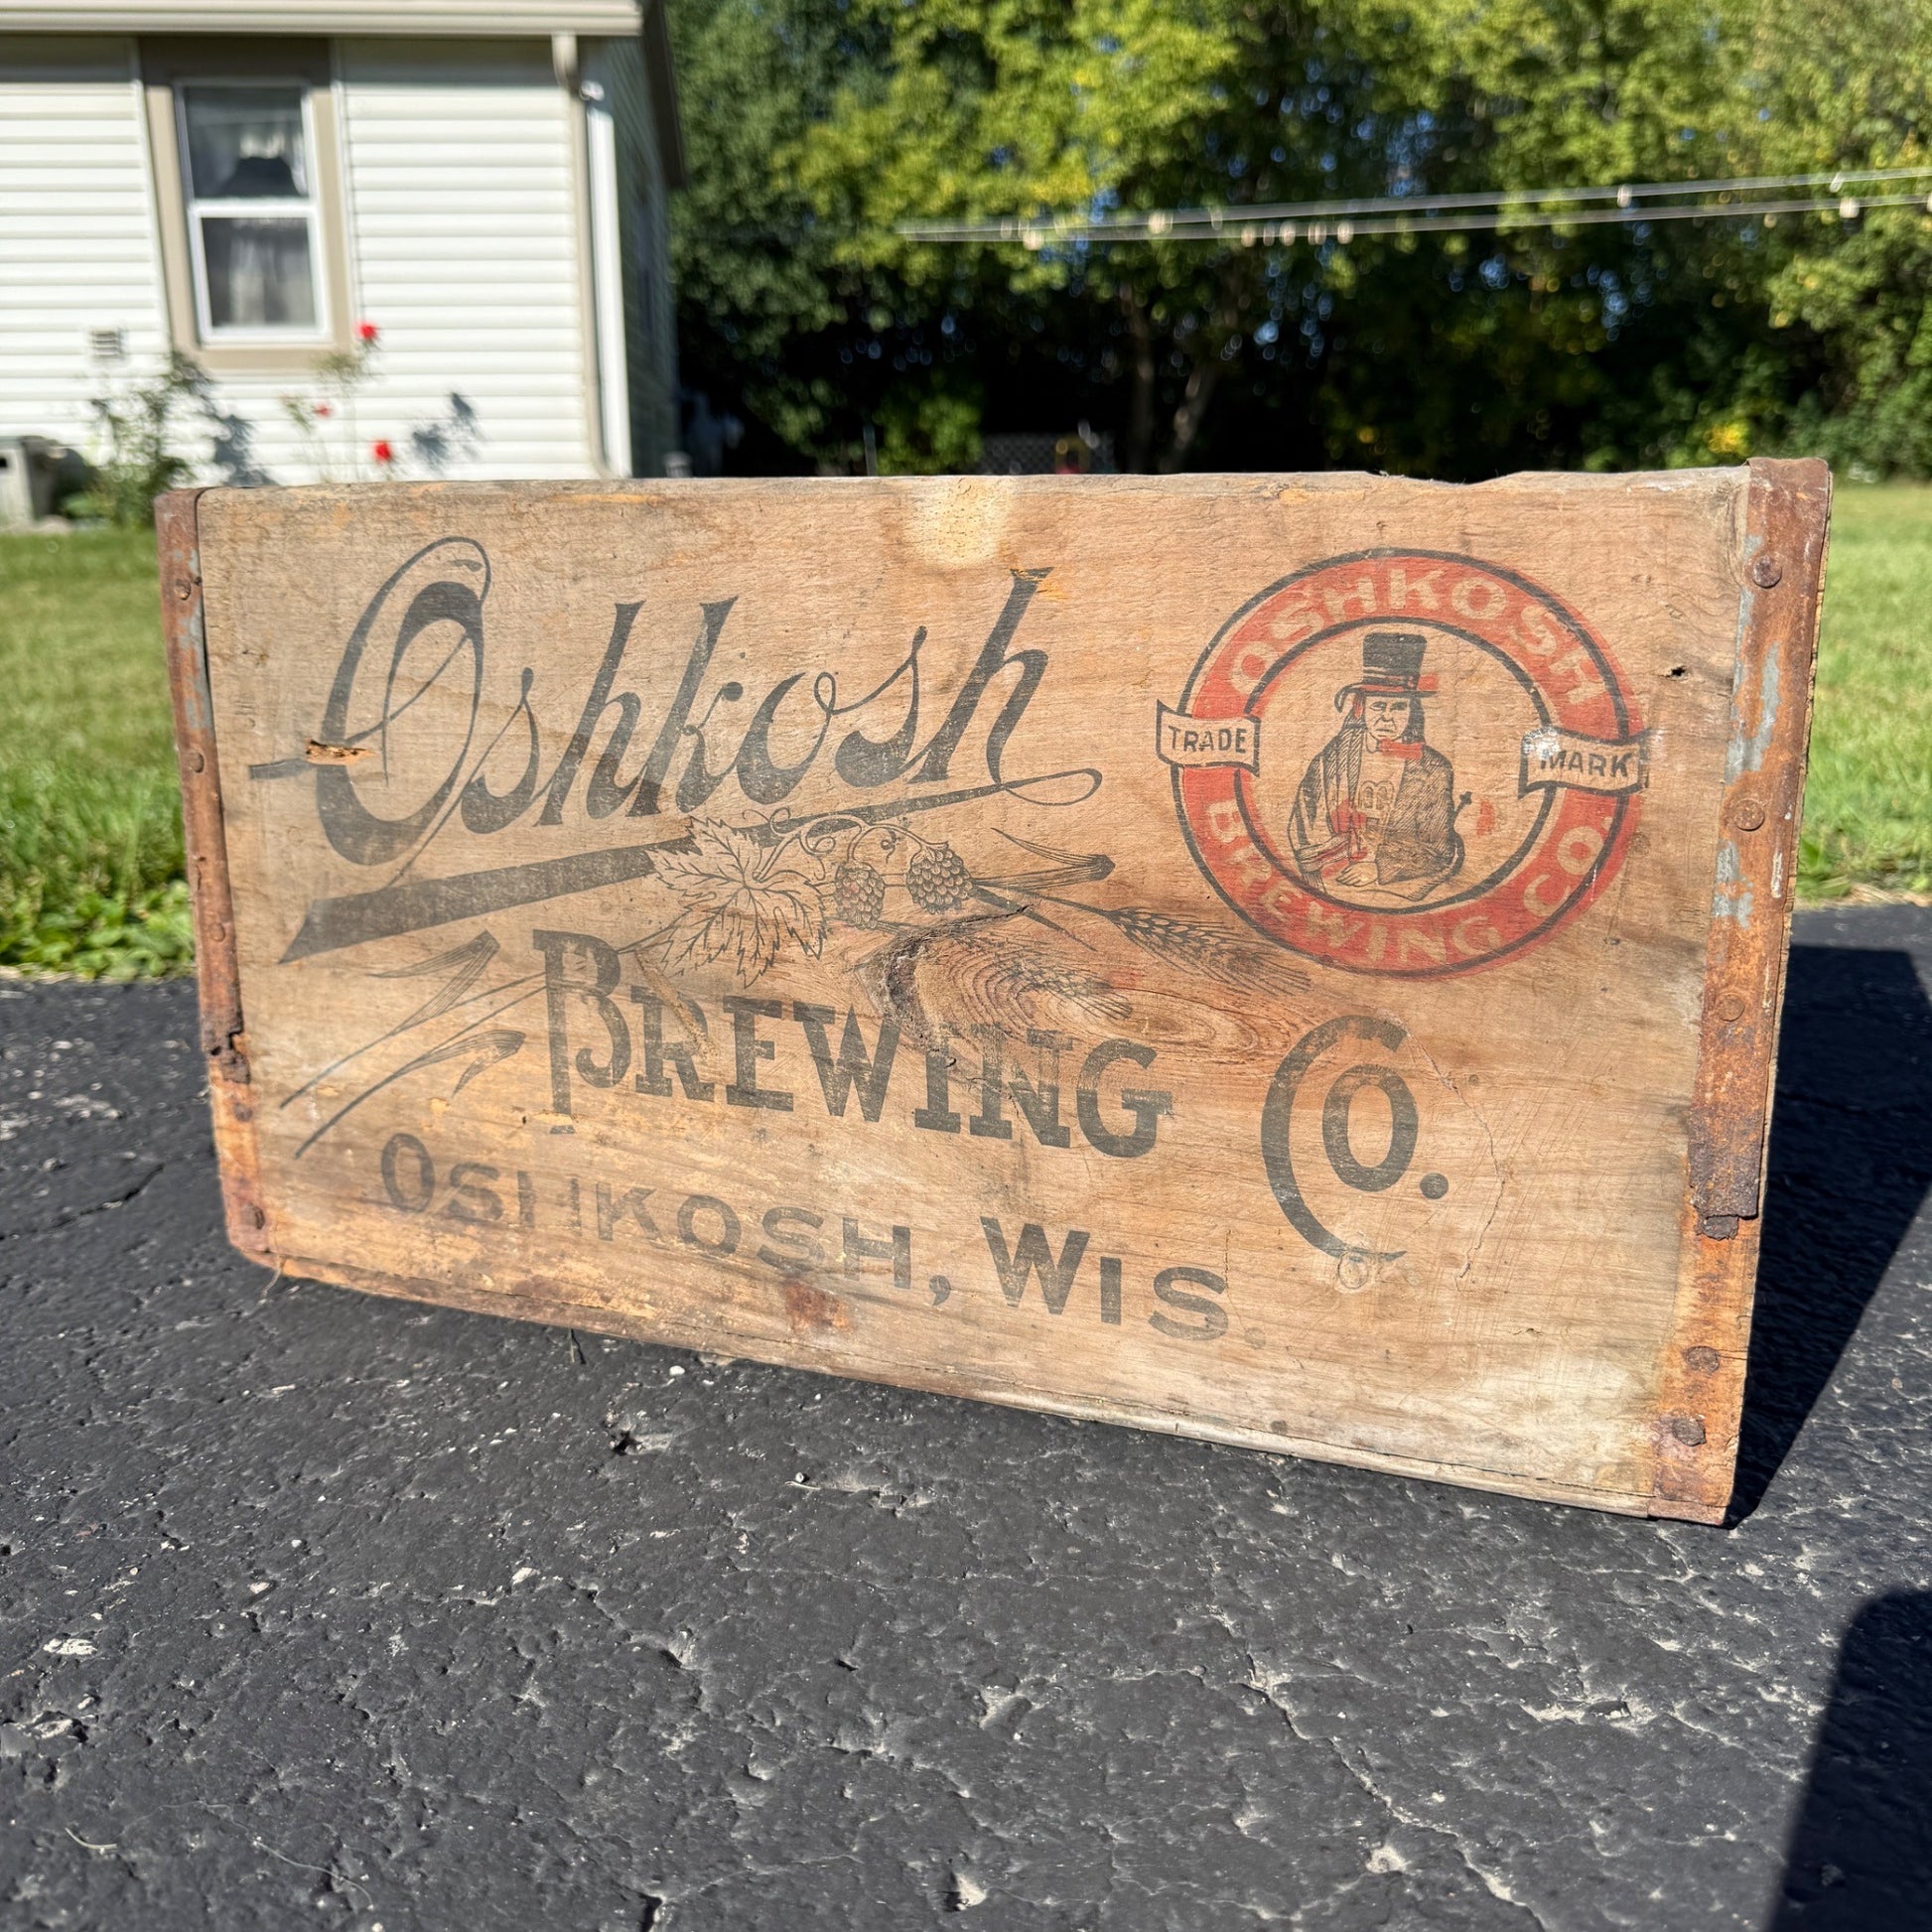 Oshkosh
BREWING CO.
OSHKOSH, WIS.
OSHKOSH
TRADE MARK
BREWING CO.